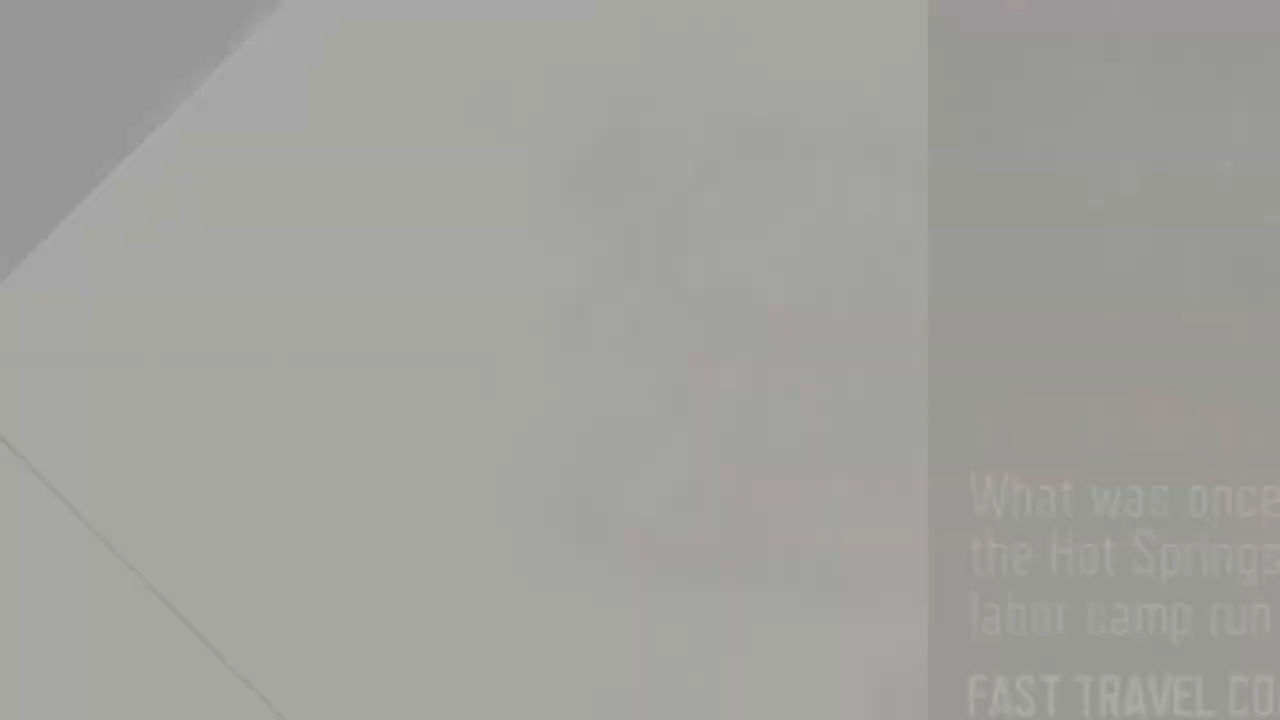 What was once
the Hot Springs
labor camp run
FAST TRAVEL CO